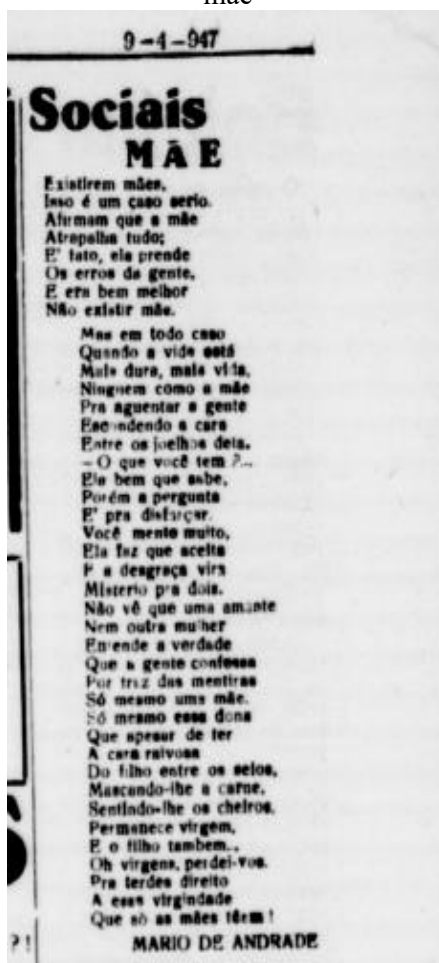 mãe
9-4-947
Sociais
MÃE
Existirem mães,
Isso é um caso serio.
Afirmam que a mãe
Atrapalha tudo;
E' fato, ela prende
Os erros da gente,
E era bem melhor
Não existir mãe.
Mas em todo caso
Quando a vida está
Mais dura, mais vida,
Ninguem como a mãe
Pra aguentar a gente
Escondendo a cara
Entre os joelhos dela.
—O que você tem ?...
Ela bem que sabe,
Porém a pergunta
E' pra disfarçar.
Você mente muito,
Ela faz que aceita
E a desgraça vira
Misterio pra dois.
Não vê que uma amante
Nem outra mulher
Entende a verdade
Que a gente confessa
Por traz das mentiras
Só mesmo uma mãe.
Só mesmo essa dona
Que apesar de ter
A cara raivosa
Do filho entre os seios,
Mascando-lhe a carne,
Sentindo-lhe os cheiros,
Permanece virgem,
E o filho tambem..
Oh virgens, perdei-vos,
Pra terdes direito
A essa virgindade
Que só as mães têem !
?! MARIO DE ANDRADE